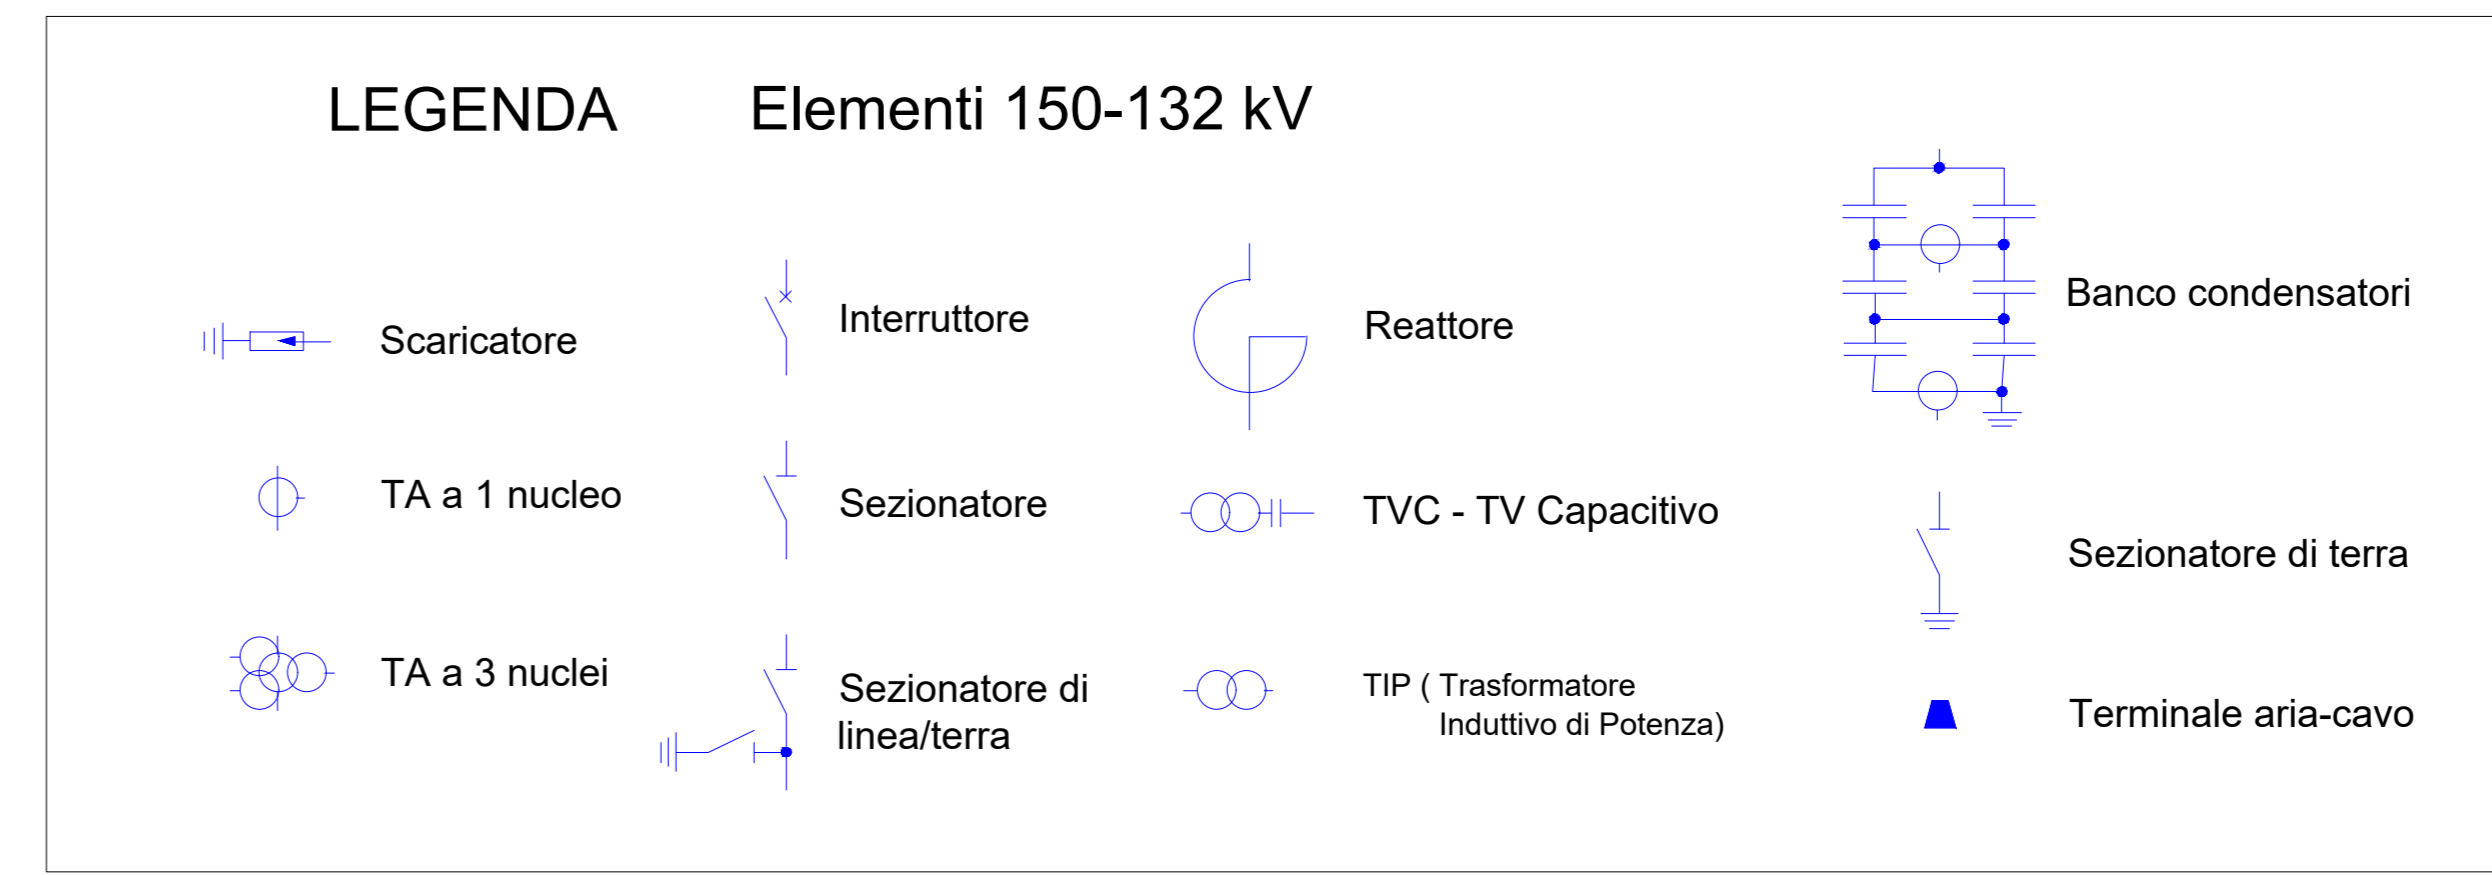 LEGENDA
Elementi 150-132 kV
Scaricatore
TA a 1 nucleo
TA a 3 nuclei
Interruttore
Sezionatore
Sezionatore di
linea/terra
Reattore
TVC - TV Capacitivo
TIP ( Trasformatore
Induttivo di Potenza)
Banco condensatori
Sezionatore di terra
Terminale aria-cavo